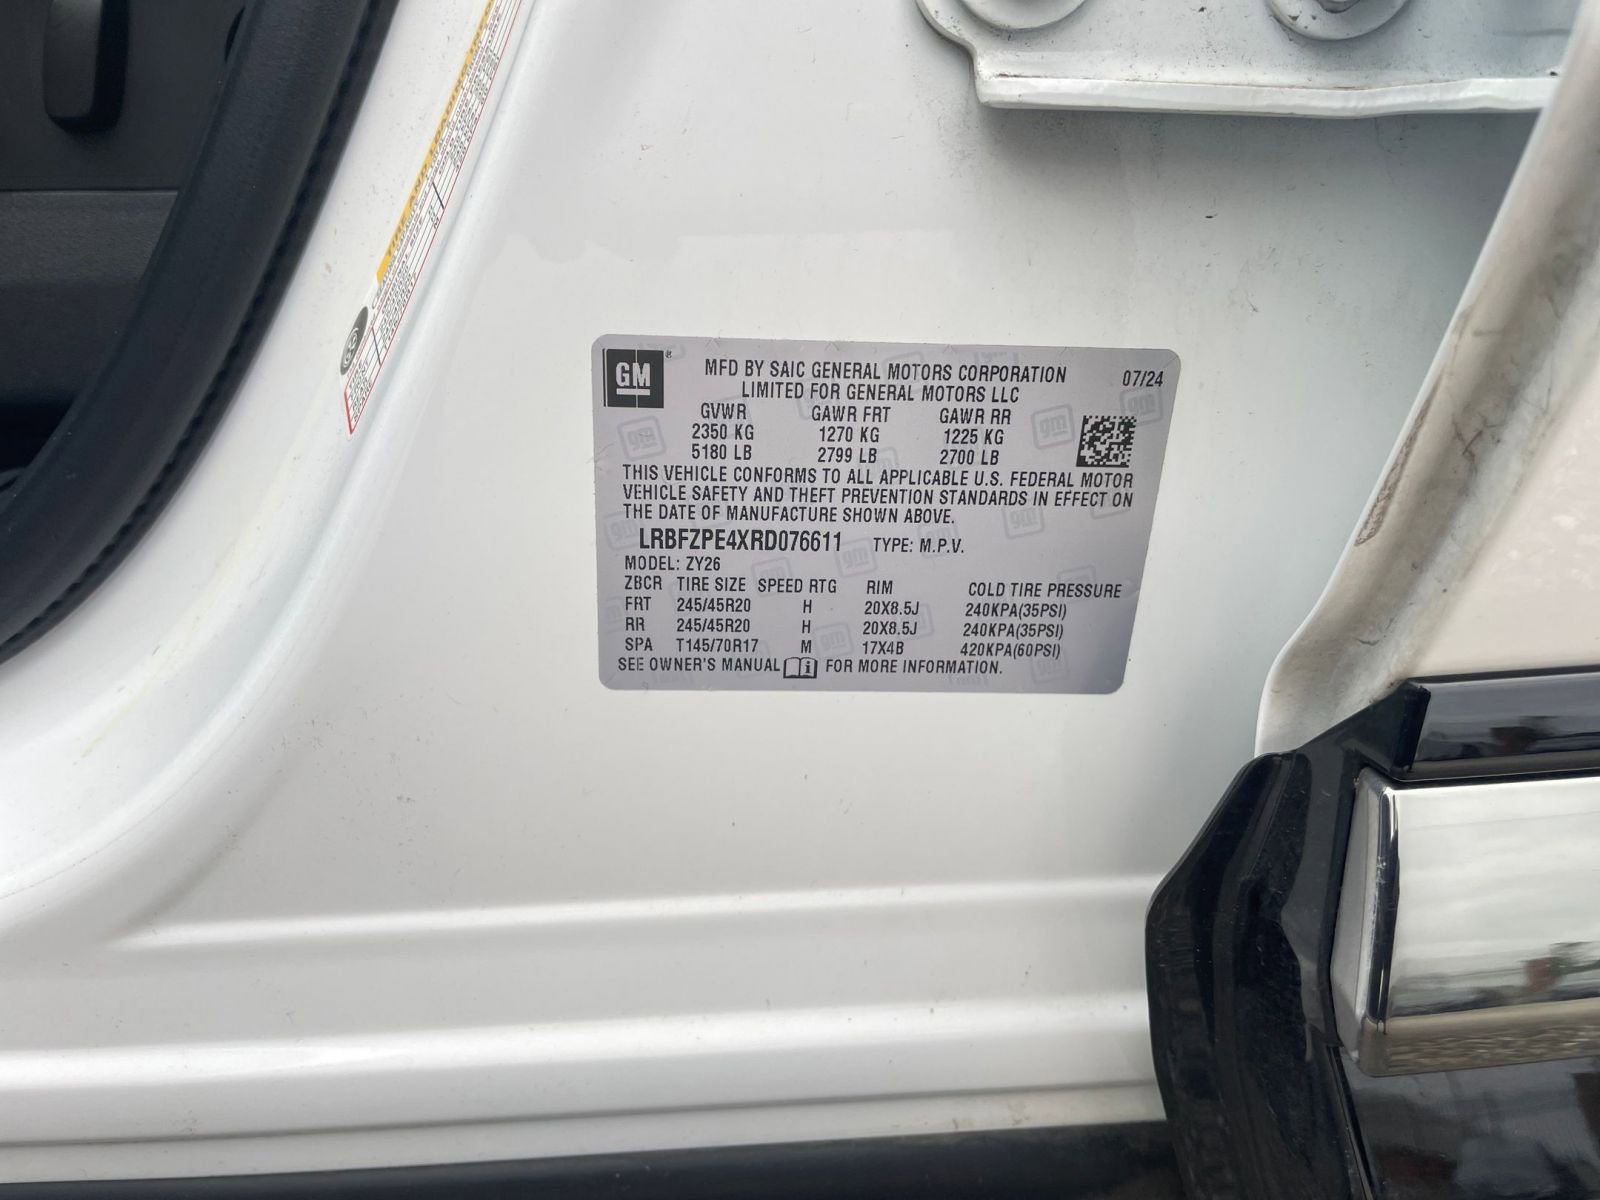 TIRE AND LOADING
GM
MFD BY SAIC GENERAL MOTORS CORPORATION
LIMITED FOR GENERAL MOTORS LLC
07/24
GVWR GAWR FRT GAWR RR
2350 KG 1270 KG 1225 KG
5180 LB 2799 LB 2700 LB
THIS VEHICLE CONFORMS TO ALL APPLICABLE U.S. FEDERAL MOTOR
VEHICLE SAFETY AND THEFT PREVENTION STANDARDS IN EFFECT ON
THE DATE OF MANUFACTURE SHOWN ABOVE.
LRBFZPE4XRD076611 TYPE: M.P.V.
MODEL: ZY26
ZBCR TIRE SIZE SPEED RTG RIM COLD TIRE PRESSURE
FRT 245/45R20 H 20X8.5J 240KPA(35PSI)
RR 245/45R20 H 20X8.5J 240KPA(35PSI)
SPA T145/70R17 M 17X4B 420KPA(60PSI)
SEE OWNER'S MANUAL i FOR MORE INFORMATION.